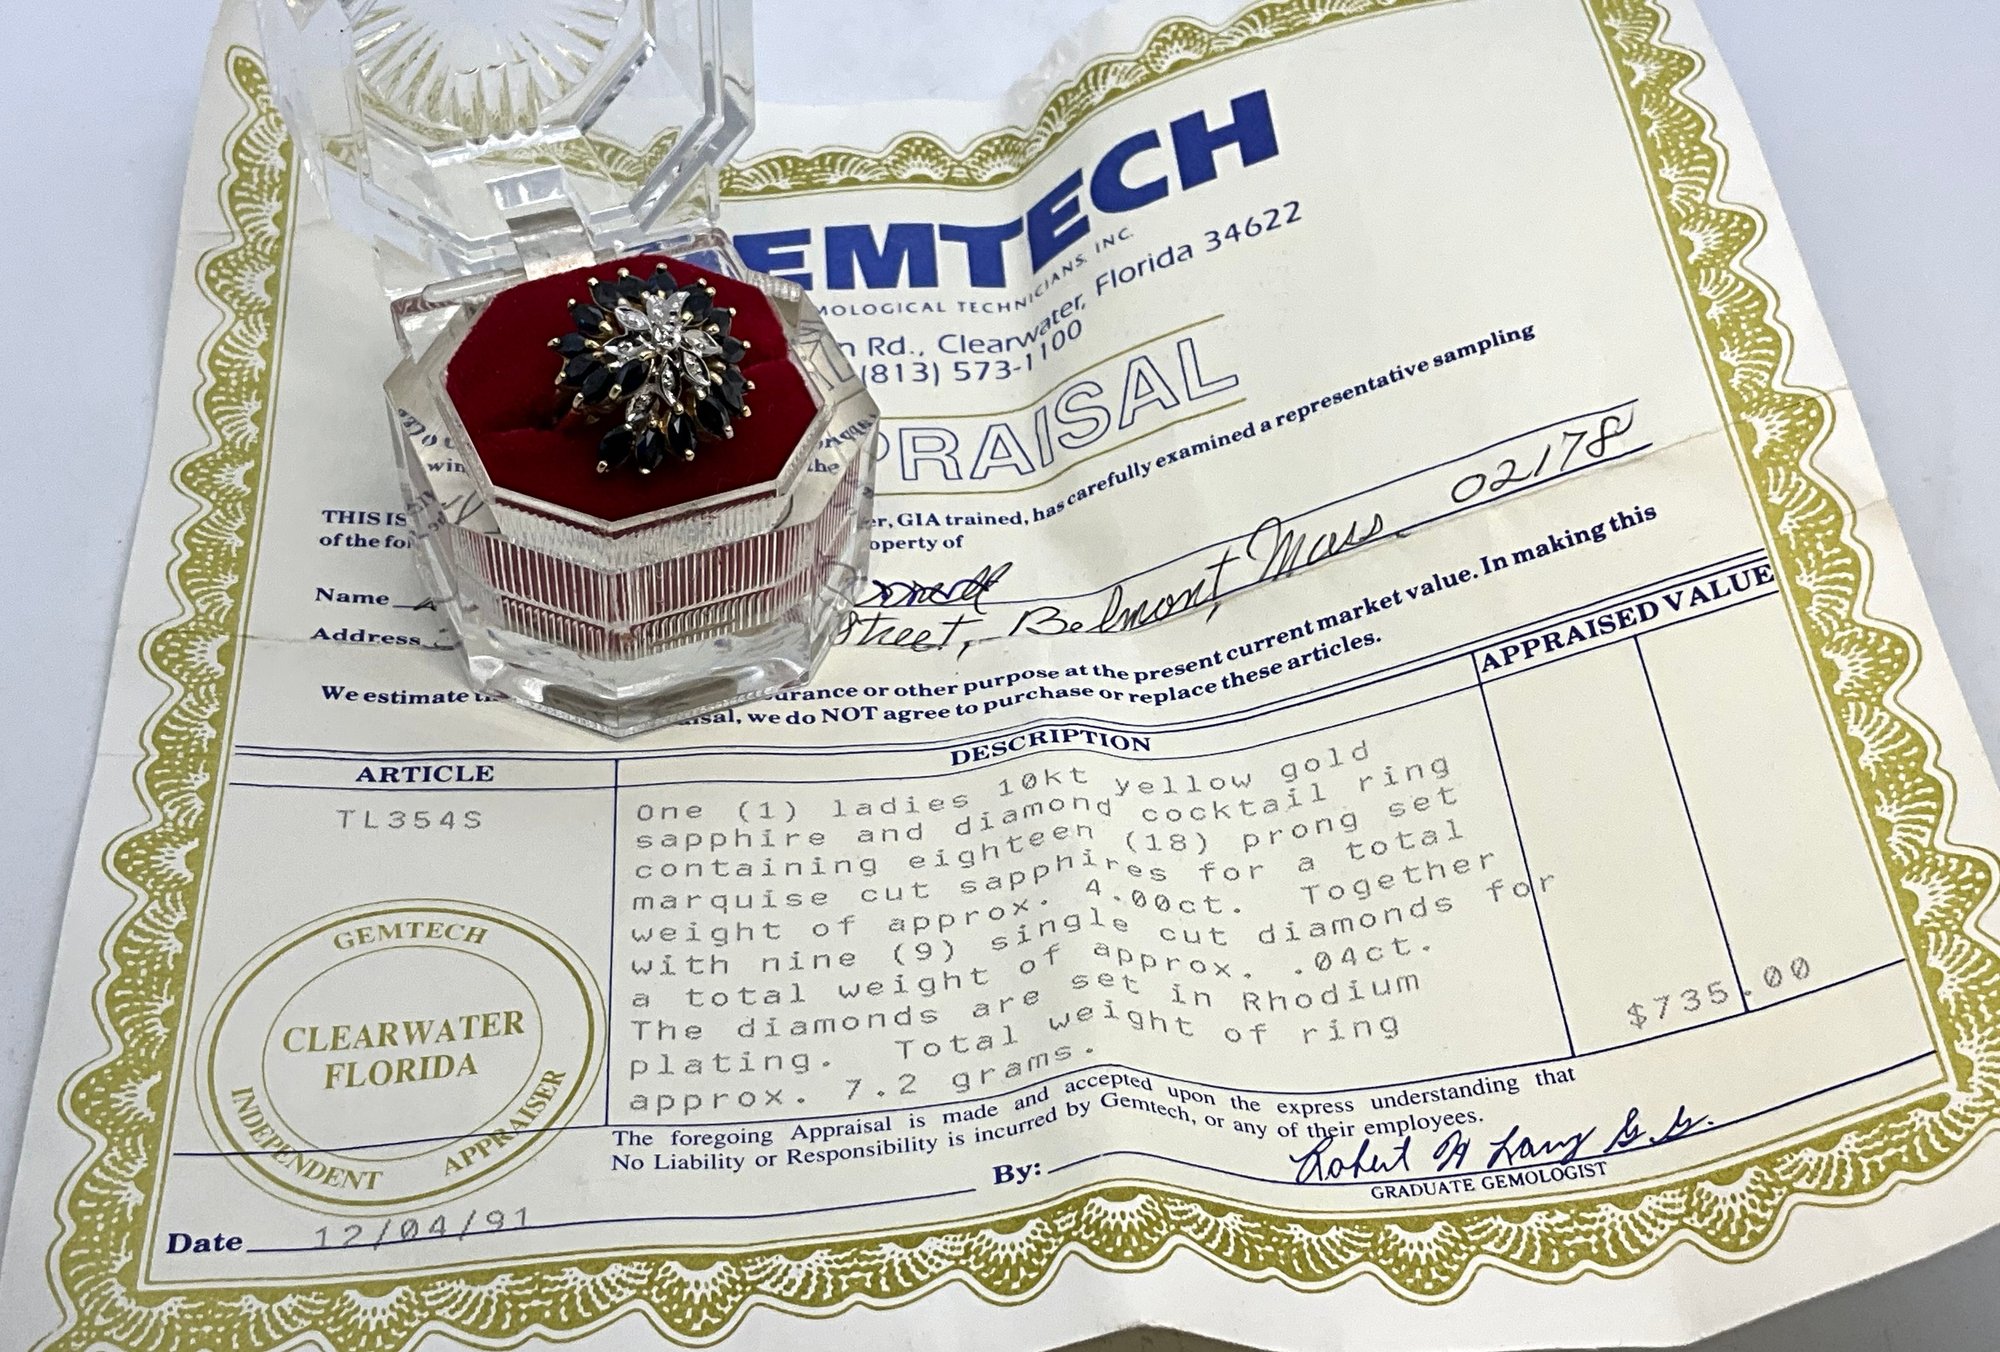 EMTECH
MOLOGICAL TECHNICIANS, INC.
n Rd., Clearwater, Florida 34622
(813) 573-1100
PRAISAL
THIS IS er, GIA trained, has carefully examined a representative sampling
of the fo operty of
Name
Address Street, Belmont, Mass. 02178
We estimate urance or other purpose at the present current market value. In making this
aisal, we do NOT agree to purchase or replace these articles.
ARTICLE DESCRIPTION APPRAISED VALUE
TL354S
One (1) ladies 10kt yellow gold
sapphire and diamond cocktail ring
containing eighteen (18) prong set
marquise cut sapphires for a total
weight of approx. 4.00ct. Together
with nine (9) single cut diamonds for
a total weight of approx. .04ct.
The diamonds are set in Rhodium
plating. Total weight of ring
approx. 7.2 grams.
$735.00
GEMTECH
CLEARWATER
FLORIDA
INDEPENDENT APPRAISER
The foregoing Appraisal is made and accepted upon the express understanding that
No Liability or Responsibility is incurred by Gemtech, or any of their employees.
By: Robert H Lang G.G.
GRADUATE GEMOLOGIST
Date 12/04/91